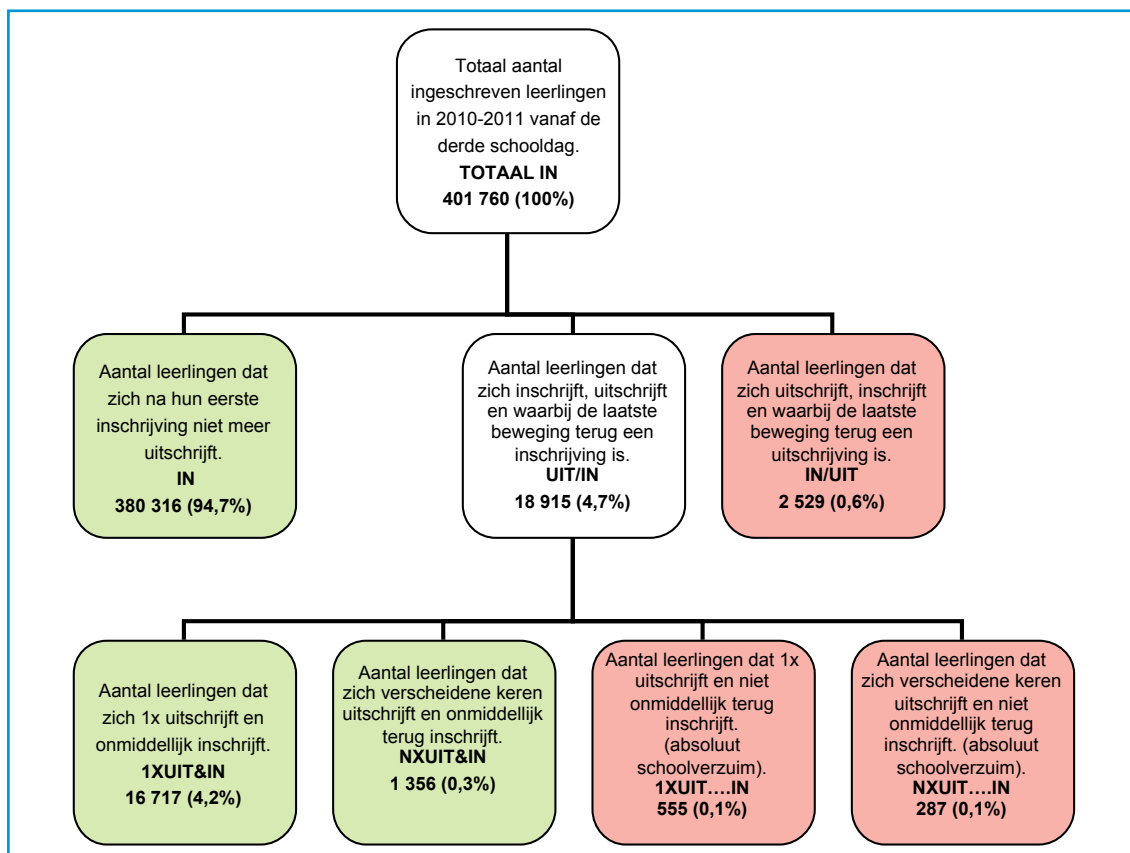 Totaal aantal
ingeschreven leerlingen
in 2010-2011 vanaf de
derde schooldag.
TOTAAL IN
401 760 (100%)
Aantal leerlingen dat
zich na hun eerste
inschrijving niet meer
uitschrijft.
IN
380 316 (94,7%)
Aantal leerlingen dat
zich inschrijft, uitschrijft
en waarbij de laatste
beweging terug een
inschrijving is.
UIT/IN
18 915 (4,7%)
Aantal leerlingen dat
zich uitschrijft, inschrijft
en waarbij de laatste
beweging terug een
uitschrijving is.
IN/UIT
2 529 (0,6%)
Aantal leerlingen dat
zich 1x uitschrijft en
onmiddellijk inschrijft.
1XUIT&IN
16 717 (4,2%)
Aantal leerlingen dat
zich verscheidene keren
uitschrijft en onmiddellijk
terug inschrijft.
NXUIT&IN
1 356 (0,3%)
Aantal leerlingen dat 1x
uitschrijft en niet
onmiddellijk terug
inschrijft.
(absoluut
schoolverzuim).
1XUIT....IN
555 (0,1%)
Aantal leerlingen dat
zich verscheidene keren
uitschrijft en niet
onmiddellijk terug
inschrijft. (absoluut
schoolverzuim).
NXUIT....IN
287 (0,1%)